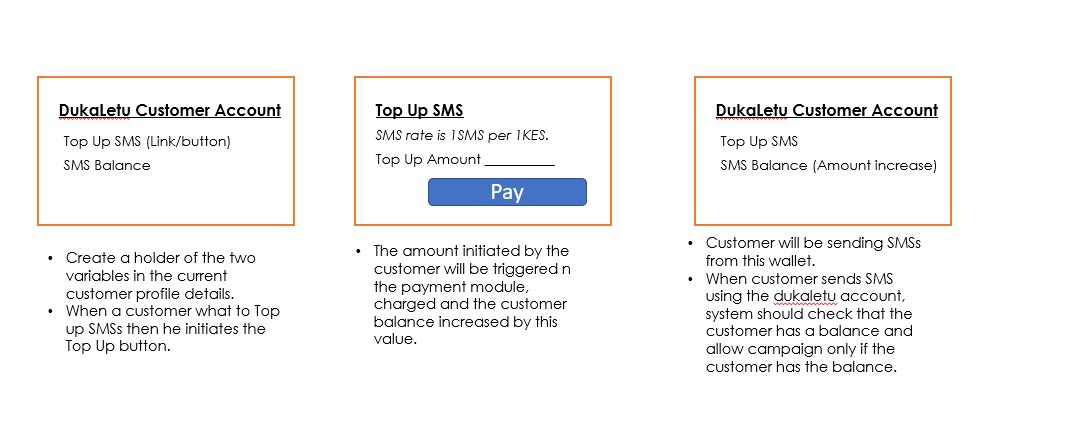 DukaLetu Customer Account
Top Up SMS (Link/button)
SMS Balance
• Create a holder of the two
variables in the current
customer profile details.
• When a customer what to Top
up SMSs then he initiates the
Top Up button.
Top Up SMS
SMS rate is 1SMS per 1KES.
Top Up Amount __________
Pay
• The amount initiated by the
customer will be triggered n
the payment module,
charged and the customer
balance increased by this
value.
DukaLetu Customer Account
Top Up SMS
SMS Balance (Amount increase)
• Customer will be sending SMSs
from this wallet.
• When customer sends SMS
using the dukaletu account,
system should check that the
customer has a balance and
allow campaign only if the
customer has the balance.